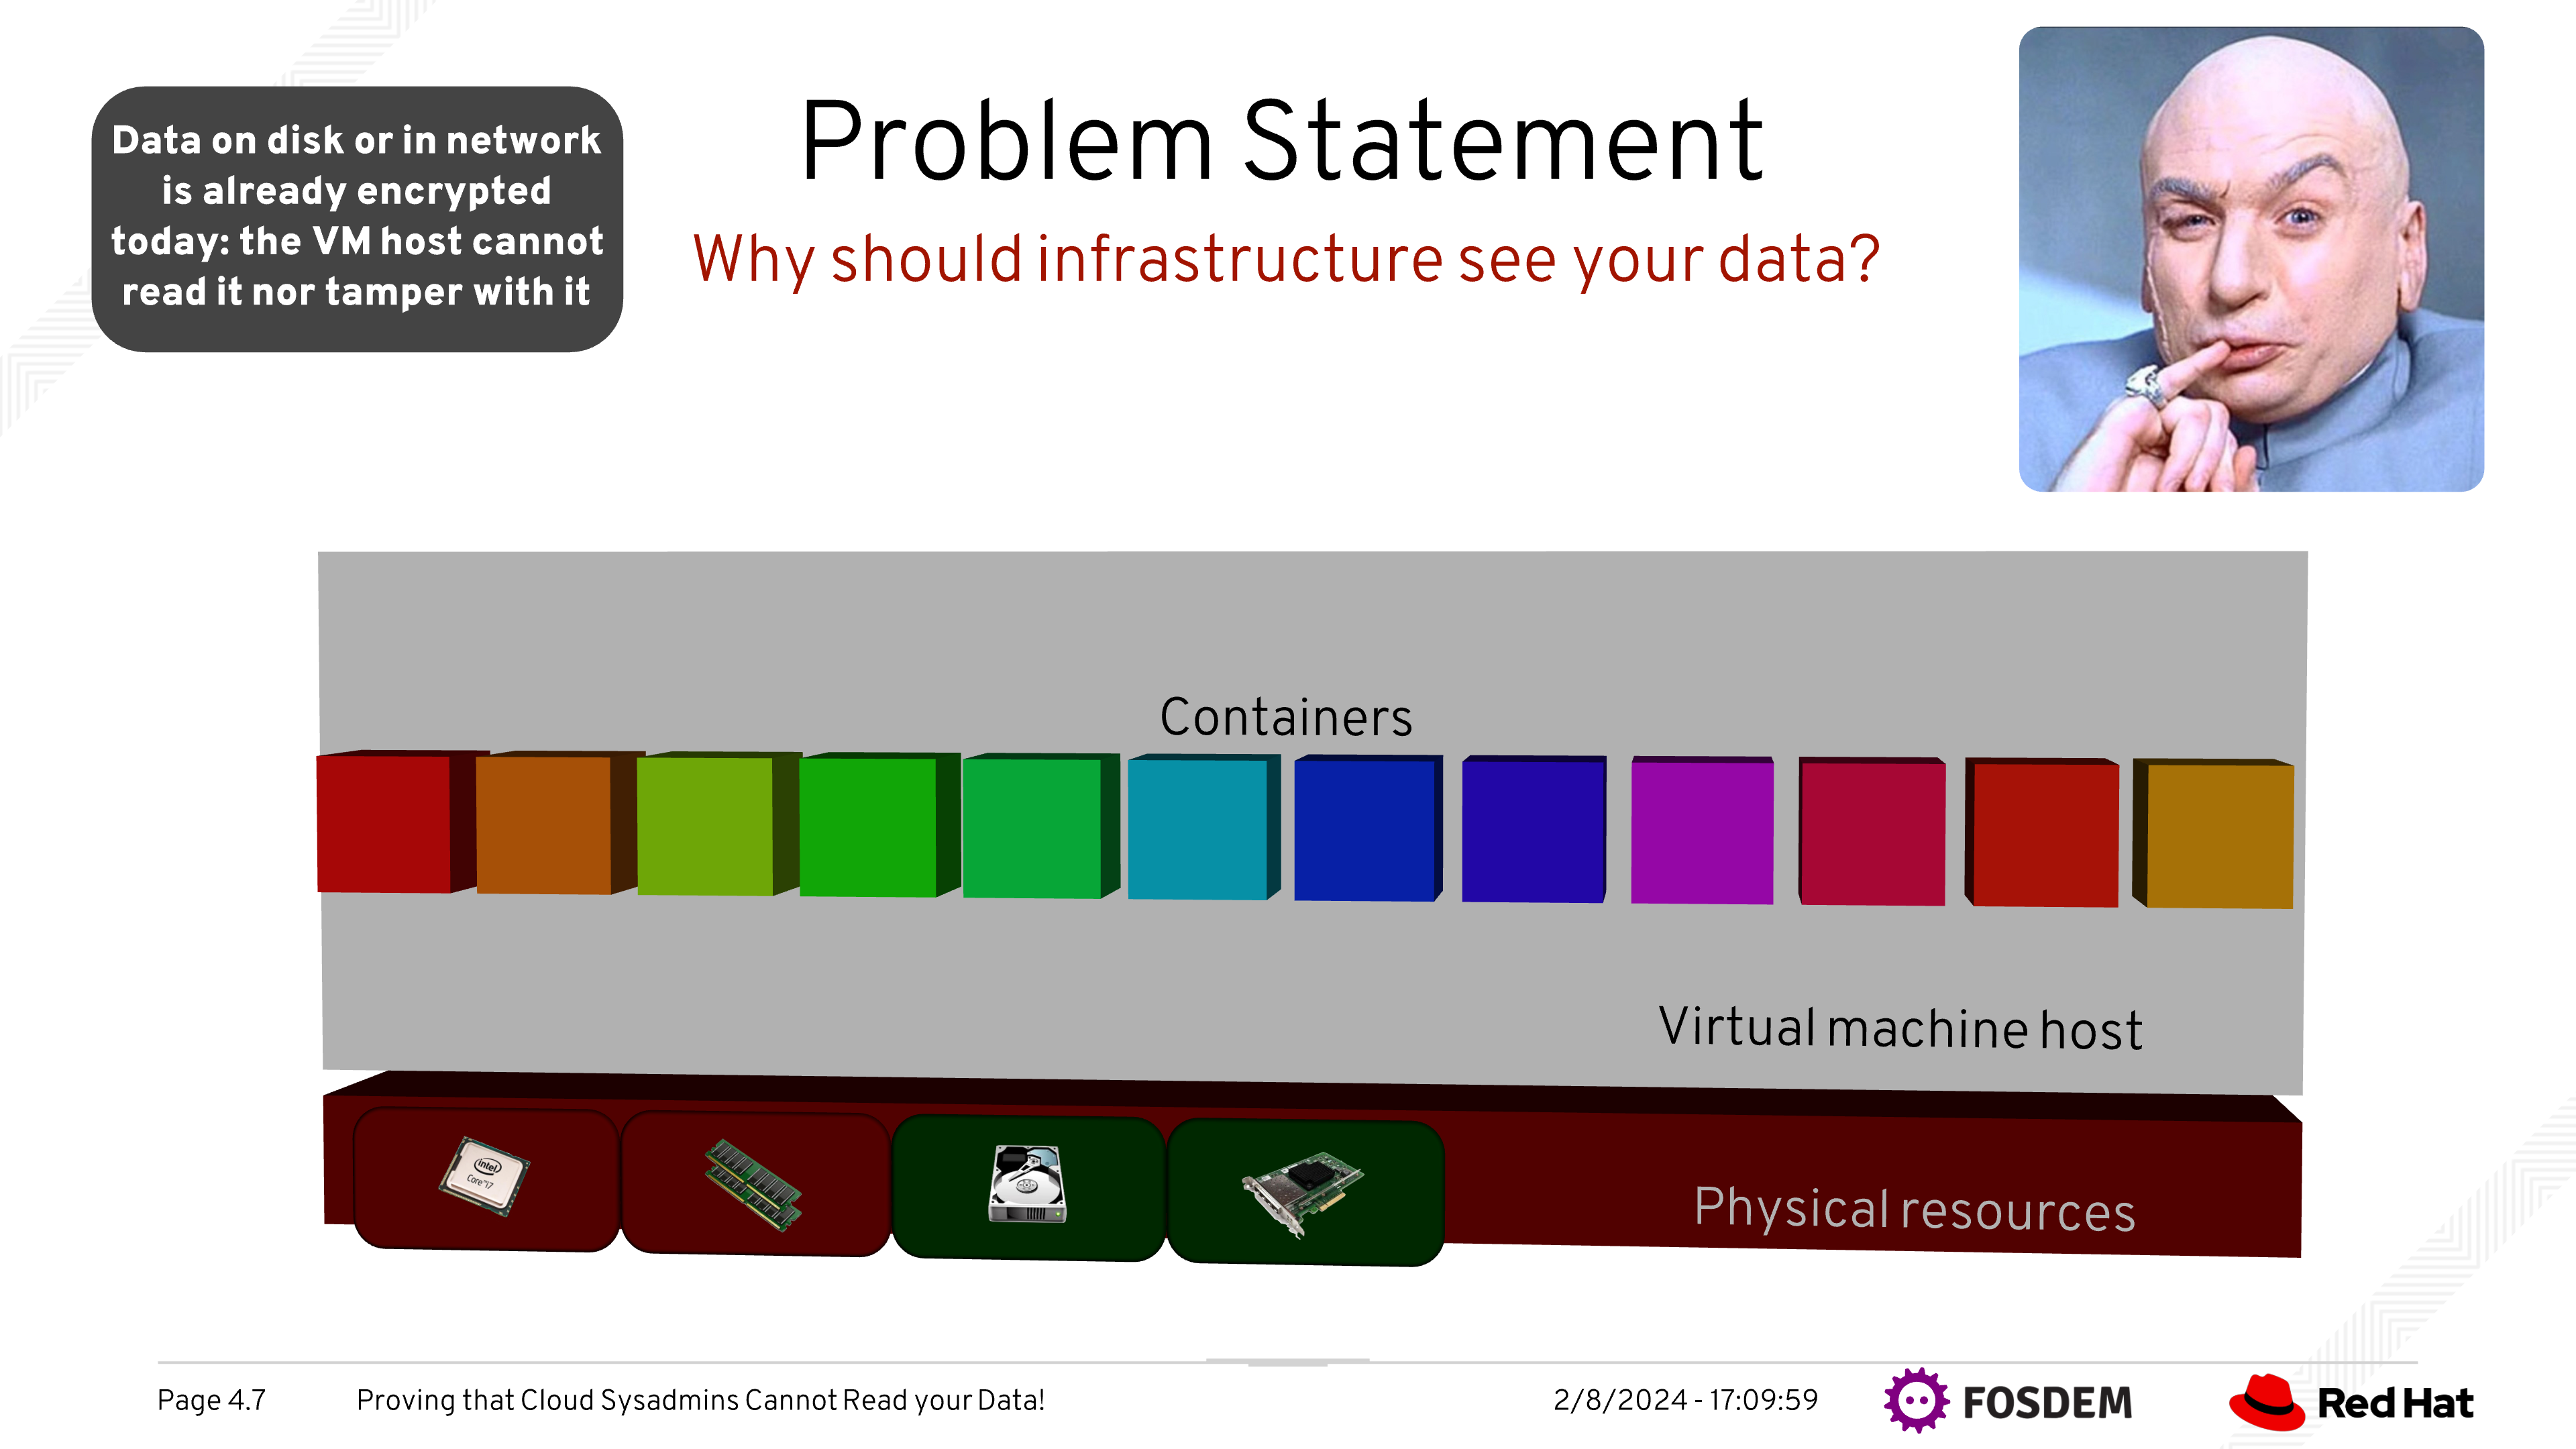 Data on disk or in network
is already encrypted
today: the VM host cannot
read it nor tamper with it
Problem Statement
Why should infrastructure see your data?
Containers
Virtual machine host
intel
Core i7
Physical resources
Page 4.7
Proving that Cloud Sysadmins Cannot Read your Data!
2/8/2024 - 17:09:59
FOSDEM
Red Hat